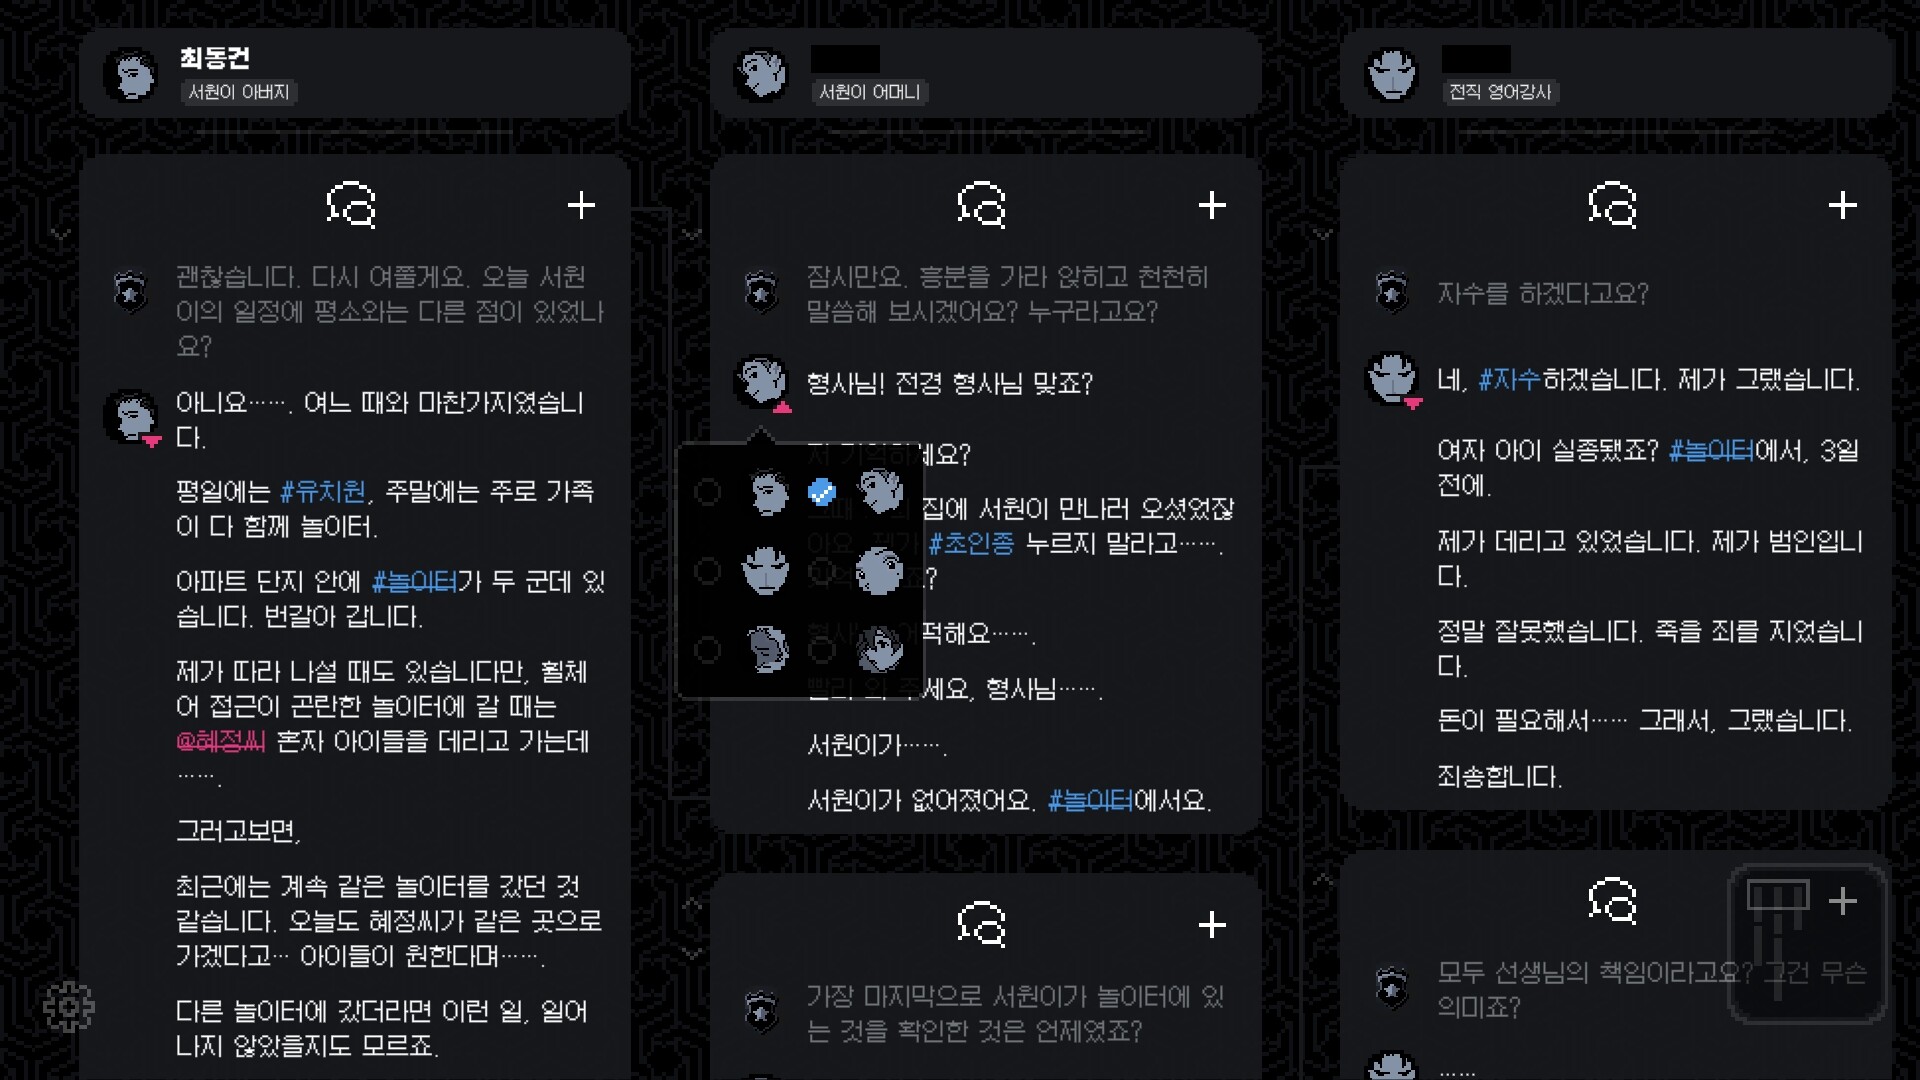 최동건
서원이 아버지
괜찮습니다. 다시 여쭐게요. 오늘 서원
이의 일정에 평소와는 다른 점이 있었나
요?
아니요……. 여느 때와 마찬가지였습니
다.
평일에는 #유치원, 주말에는 주로 가족
이 다 함께 놀이터.
아파트 단지 안에 #놀이터가 두 군데 있
습니다. 번갈아 갑니다.
제가 따라 나설 때도 있습니다만, 휠체
어 접근이 곤란한 놀이터에 갈 때는
@혜정씨 혼자 아이들을 데리고 가는데
…….
그러고보면,
최근에는 계속 같은 놀이터를 갔던 것
같습니다. 오늘도 혜정씨가 같은 곳으로
가겠다고… 아이들이 원한다며…….
다른 놀이터에 갔더라면 이런 일, 일어
나지 않았을지도 모르죠.
서원이 어머니
잠시만요. 흥분을 가라 앉히고 천천히
말씀해 보시겠어요? 누구라고요?
형사님! 전경 형사님 맞죠?
저 기억하세요?
집에 서원이 만나러 오셨었잖
아요. 제가 #초인종 누르지 말라고…….
?
형사님 어떡해요…….
빨리 와 주세요, 형사님…….
서원이가…….
서원이가 없어졌어요. #놀이터에서요.
가장 마지막으로 서원이가 놀이터에 있
는 것을 확인한 것은 언제였죠?
전직 영어강사
자수를 하겠다고요?
네, #자수하겠습니다. 제가 그랬습니다.
여자 아이 실종됐죠? #놀이터에서, 3일
전에.
제가 데리고 있었습니다. 제가 범인입니
다.
정말 잘못했습니다. 죽을 죄를 지었습니
다.
돈이 필요해서…… 그래서, 그랬습니다.
죄송합니다.
모두 선생님의 책임이라고요? 그건 무슨
의미죠?
……